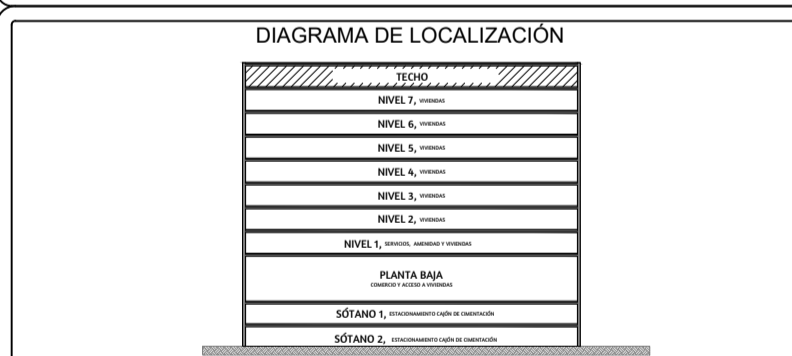 DIAGRAMA DE LOCALIZACIÓN
TECHO
NIVEL 7, VIVIENDAS
NIVEL 6, VIVIENDAS
NIVEL 5, VIVIENDAS
NIVEL 4, VIVIENDAS
NIVEL 3, VIVIENDAS
NIVEL 2, VIVIENDAS
NIVEL 1, SERVICIOS, AMENIDAD Y VIVIENDAS
PLANTA BAJA
COMERCIO Y ACCESO A VIVIENDAS
SÓTANO 1, ESTACIONAMIENTO CAJÓN DE CIMENTACIÓN
SÓTANO 2, ESTACIONAMIENTO CAJÓN DE CIMENTACIÓN